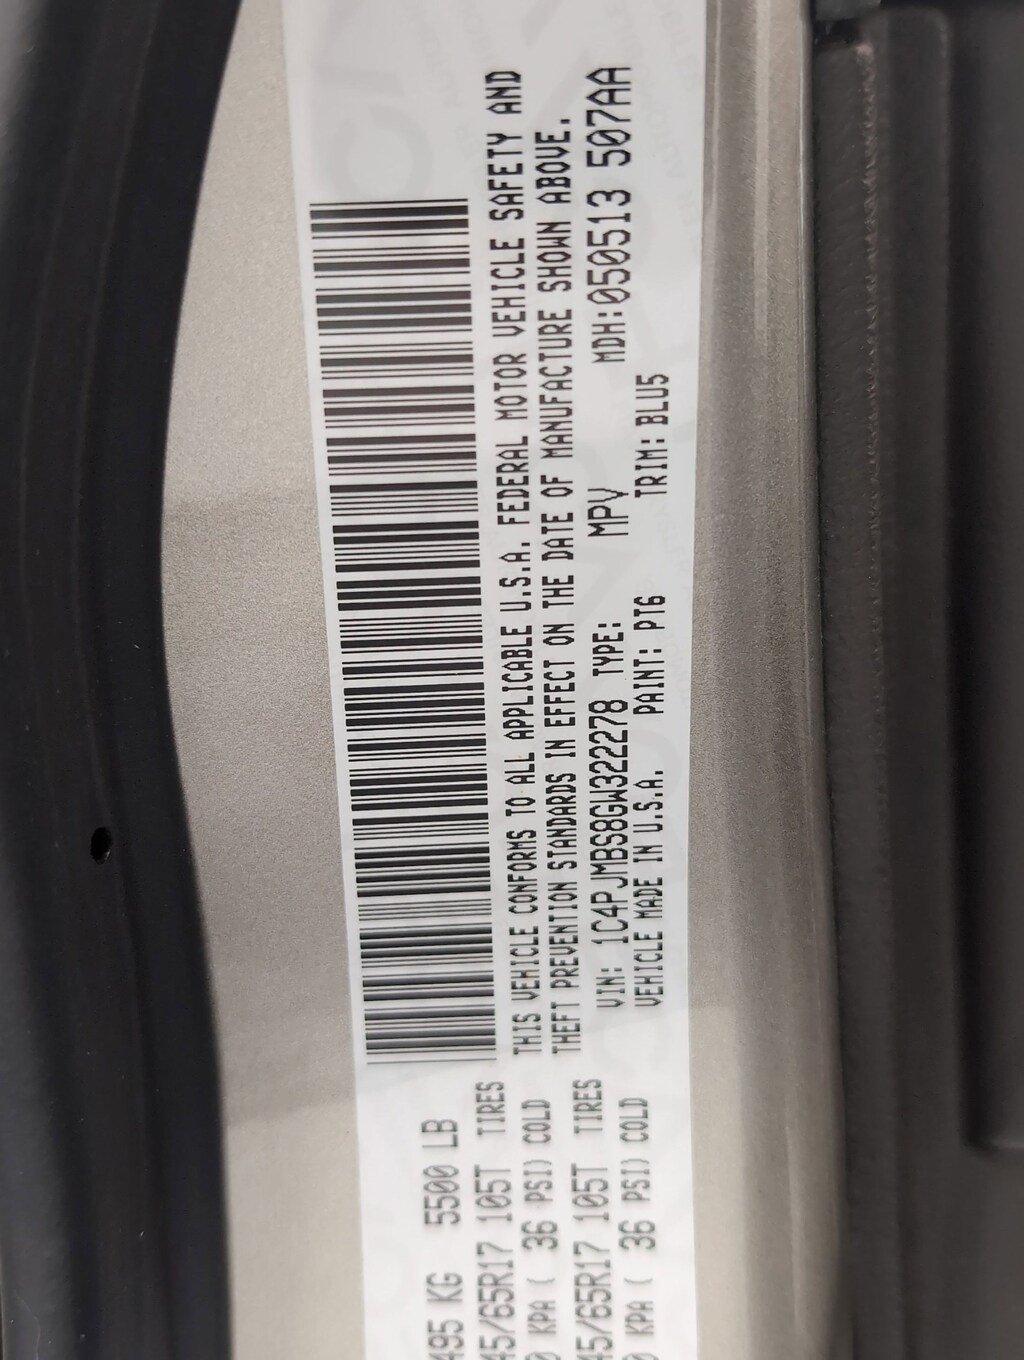 495 KG 5500 LB
45/65R17 105T TIRES
0 KPA ( 36 PSI) COLD
45/65R17 105T TIRES
0 KPA ( 36 PSI) COLD
THIS VEHICLE CONFORMS TO ALL APPLICABLE U.S.A. FEDERAL MOTOR VEHICLE SAFETY AND
THEFT PREVENTION STANDARDS IN EFFECT ON THE DATE OF MANUFACTURE SHOWN ABOVE.
VIN: 1C4PJMBS8GW322278 TYPE: MPV MDH:050513 507AA
VEHICLE MADE IN U.S.A. PAINT: PT6 TRIM: BLU5